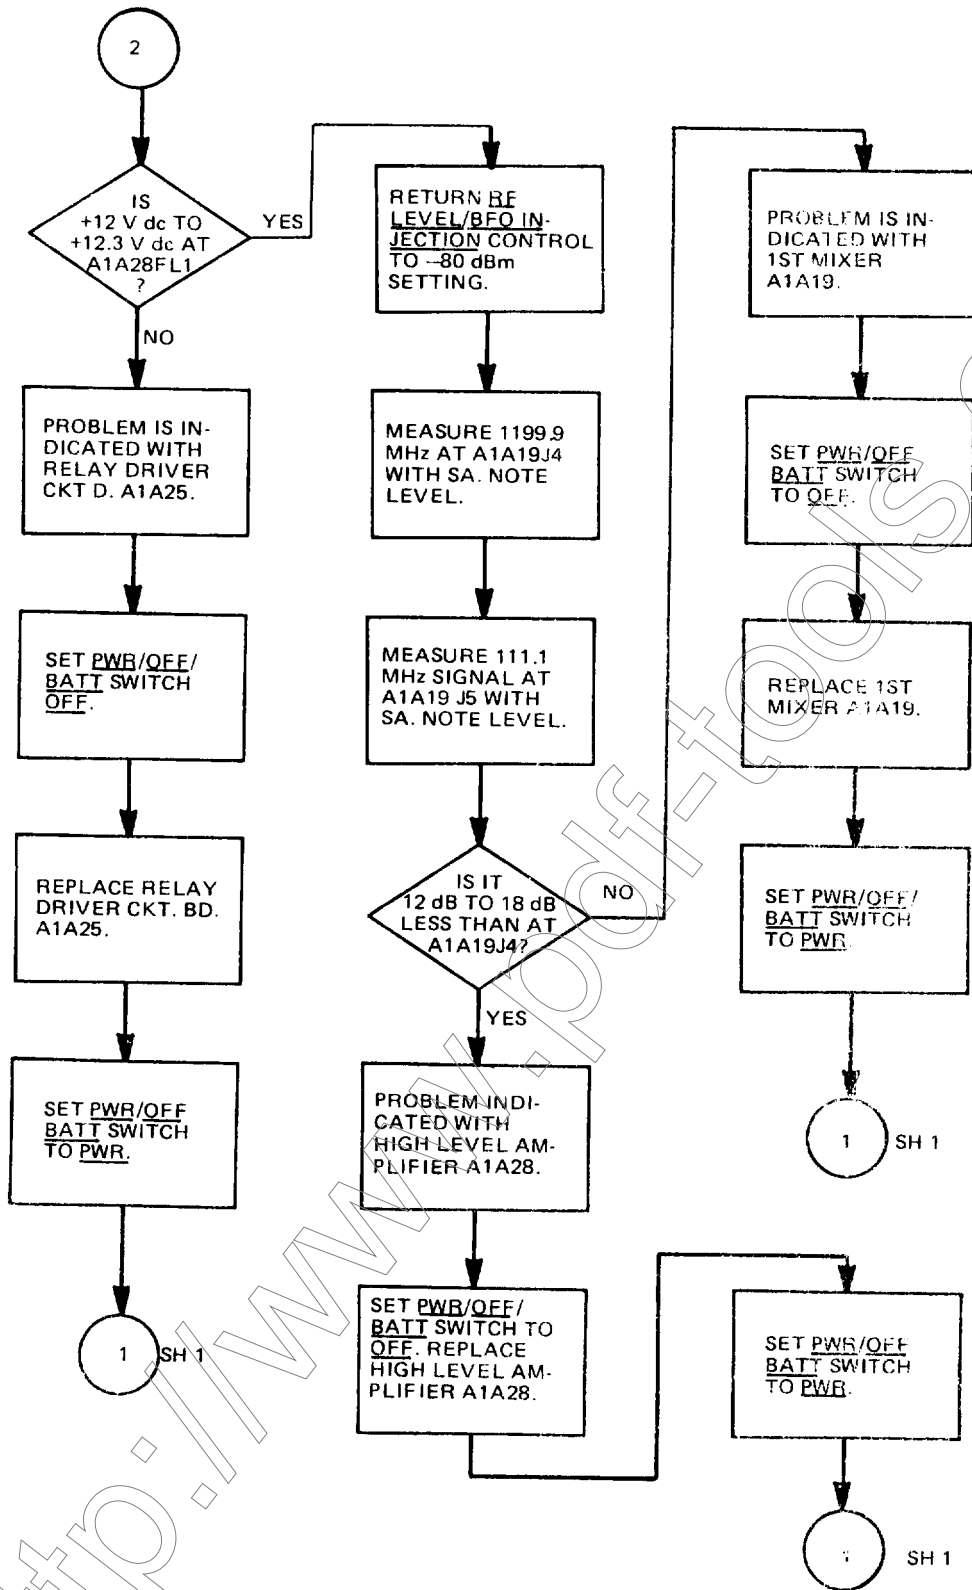 2
IS
+12 V dc TO
+12.3 V dc AT
A1A28FL1
?
YES
NO
PROBLEM IS IN-
DICATED WITH
RELAY DRIVER
CKT D. A1A25.
SET PWR/OFF/
BATT SWITCH
OFF.
REPLACE RELAY
DRIVER CKT. BD.
A1A25.
SET PWR/OFF
BATT SWITCH
TO PWR.
1
SH 1
RETURN RF
LEVEL/BFO IN-
JECTION CONTROL
TO –80 dBm
SETTING.
MEASURE 1199.9
MHz AT A1A19J4
WITH SA. NOTE
LEVEL.
MEASURE 111.1
MHz SIGNAL AT
A1A19 J5 WITH
SA. NOTE LEVEL.
IS IT
12 dB TO 18 dB
LESS THAN AT
A1A19J4?
NO
YES
PROBLEM INDI-
CATED WITH
HIGH LEVEL AM-
PLIFIER A1A28.
SET PWR/OFF/
BATT SWITCH TO
OFF. REPLACE
HIGH LEVEL AM-
PLIFIER A1A28.
PROBLEM IS IN-
DICATED WITH
1ST MIXER
A1A19.
SET PWR/OFF
BATT SWITCH
TO OFF.
REPLACE 1ST
MIXER A1A19.
SET PWR/OFF/
BATT SWITCH
TO PWR.
1
SH 1
SET PWR/OFF
BATT SWITCH
TO PWR.
1
SH 1
tp://www.pdf-tools.